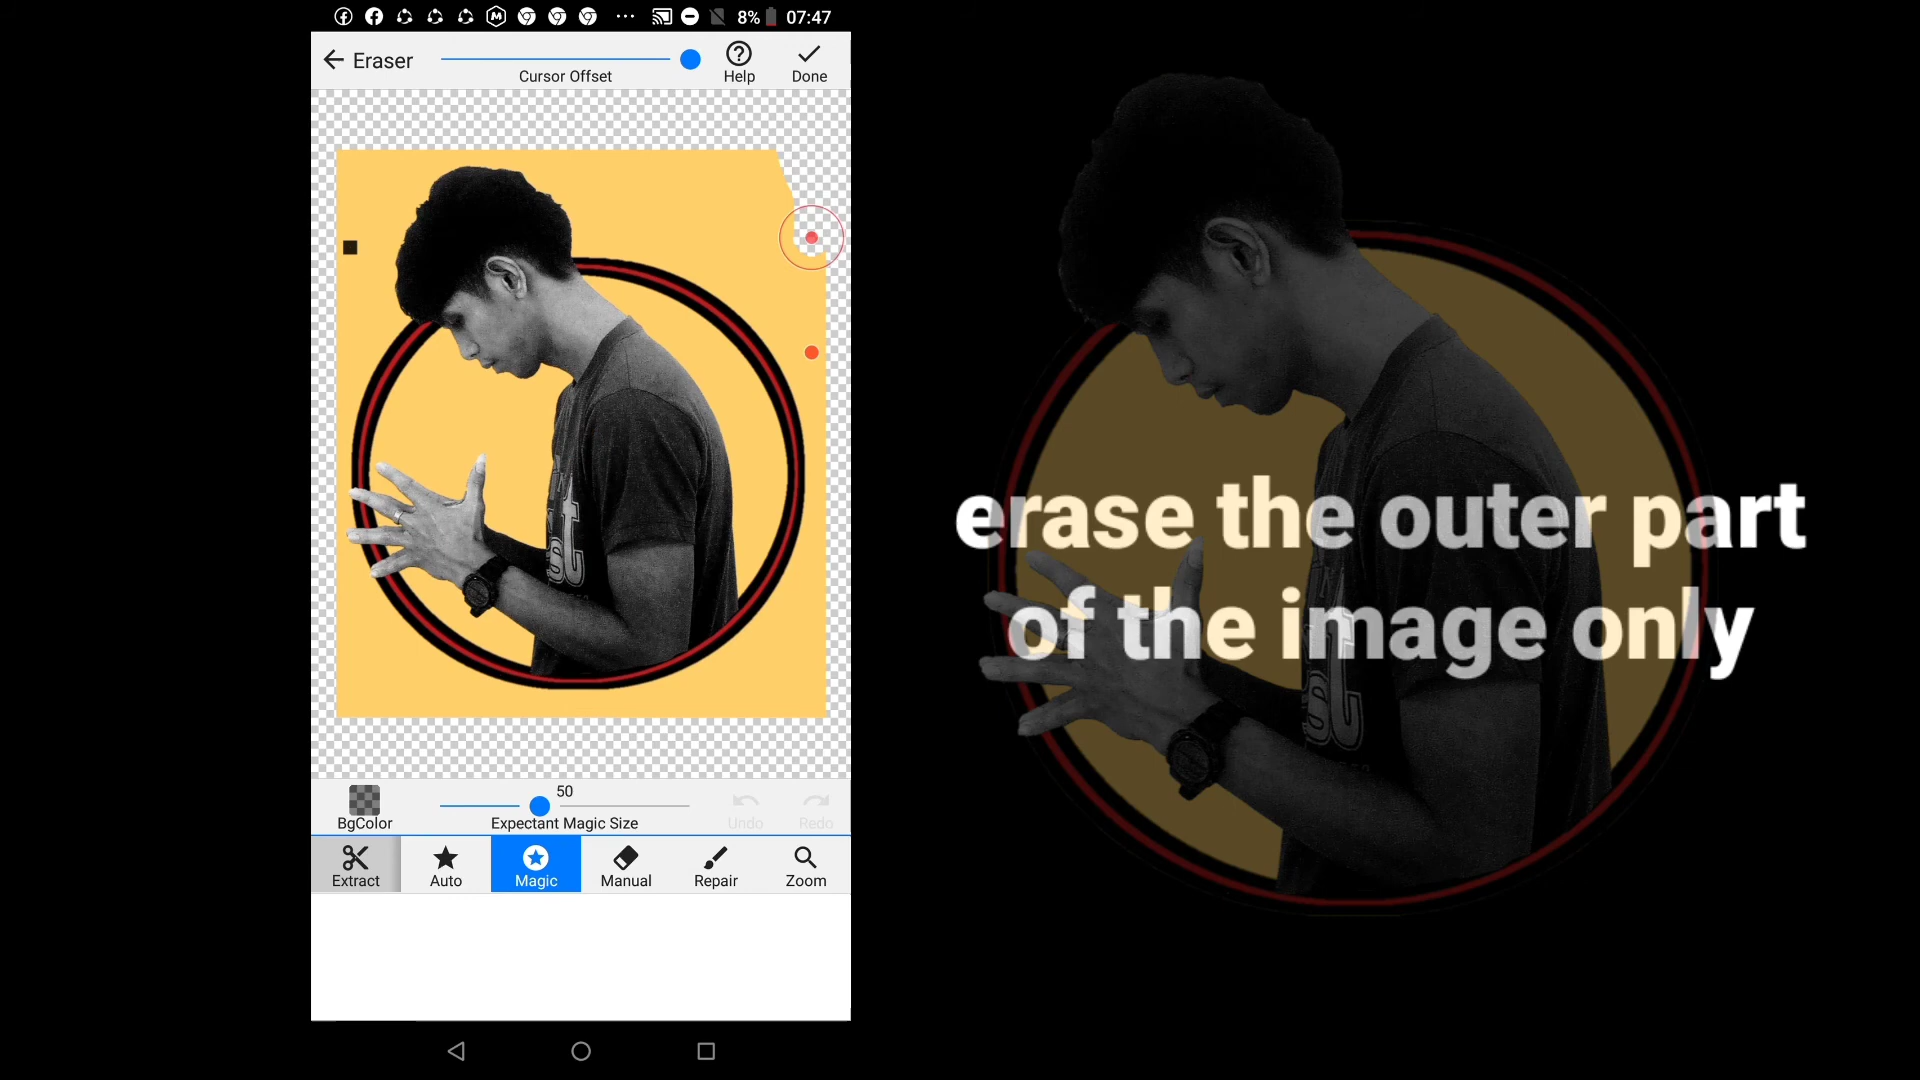 8% 07:47
Eraser
Cursor Offset
Help
Done
erase the outer part
of the image only
50
BgColor
Expectant Magic Size
Undo
Redo
Extract
Auto
Magic
Manual
Repair
Zoom